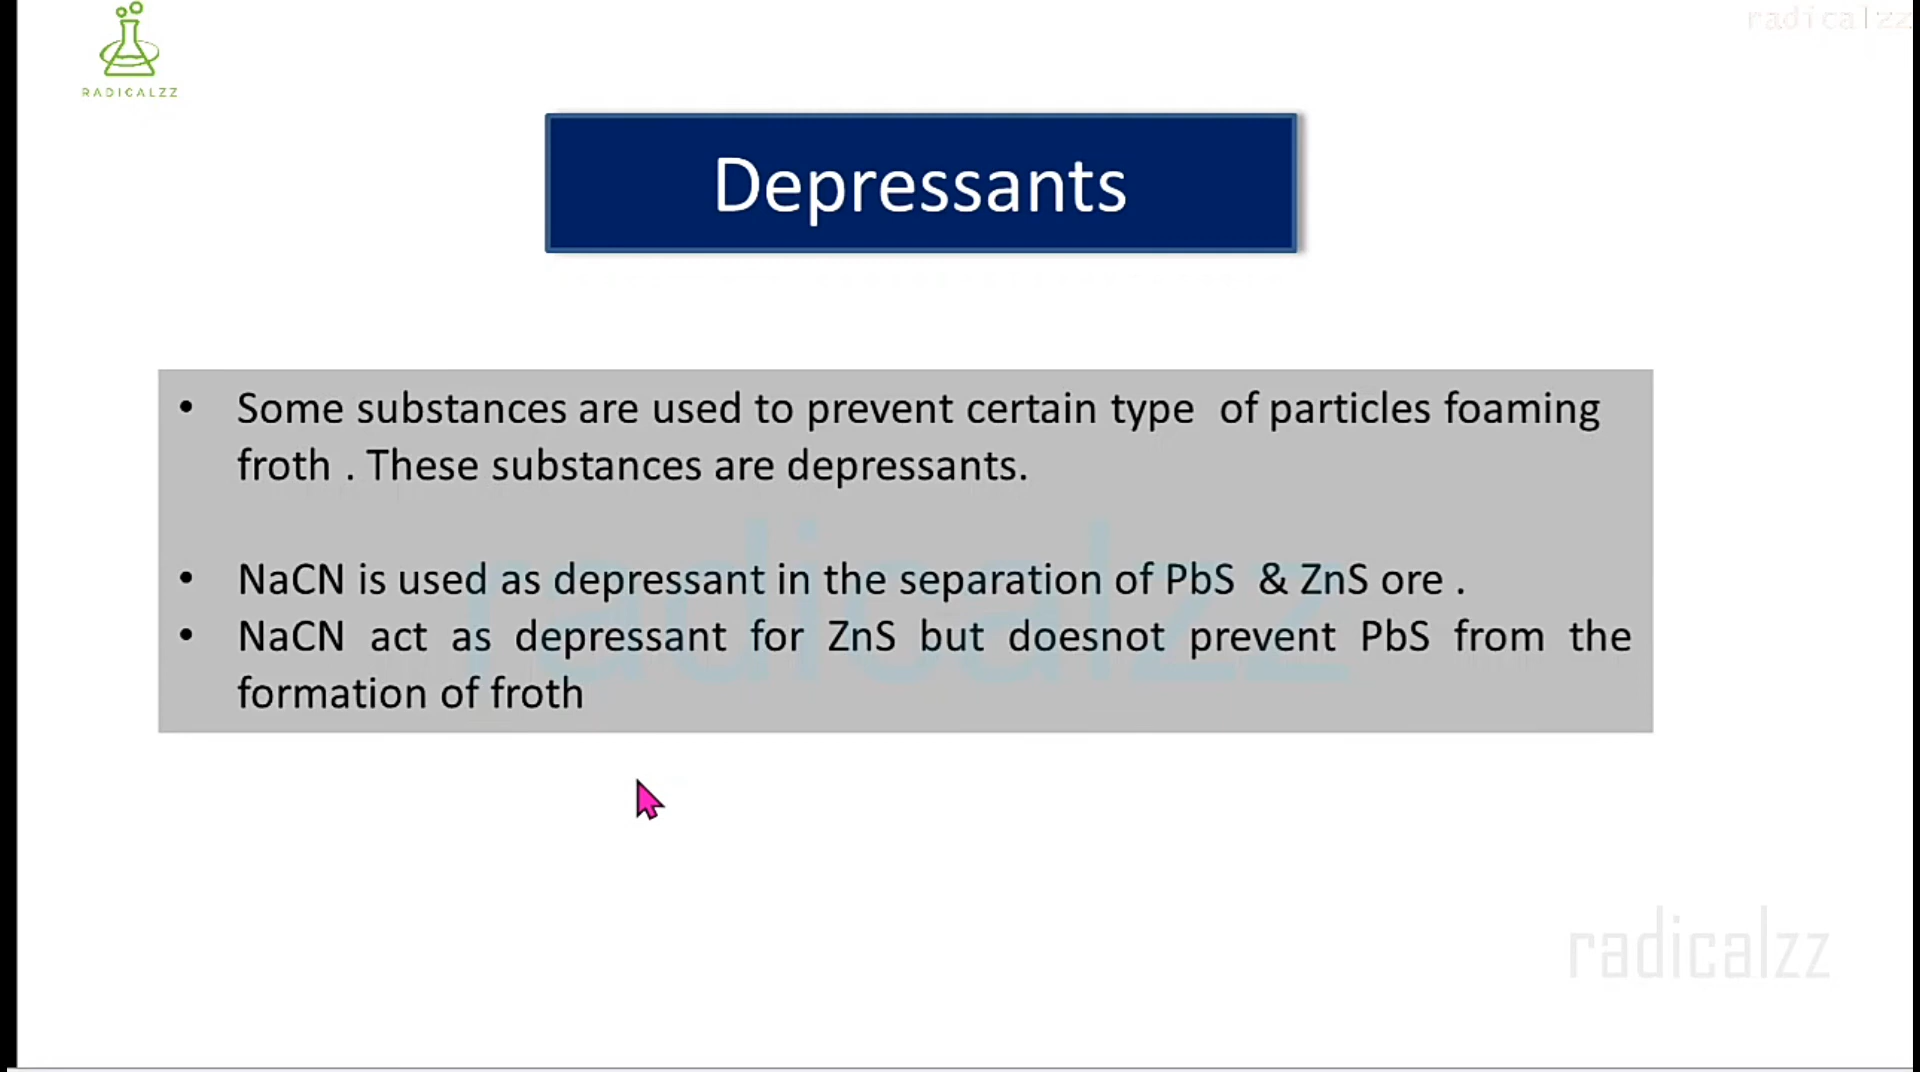 RADICALZZ
radicalzz
Depressants
• Some substances are used to prevent certain type of particles foaming
froth . These substances are depressants.
• NaCN is used as depressant in the separation of PbS & ZnS ore .
• NaCN act as depressant for ZnS but doesnot prevent PbS from the
formation of froth
radicalzz
radicalzz